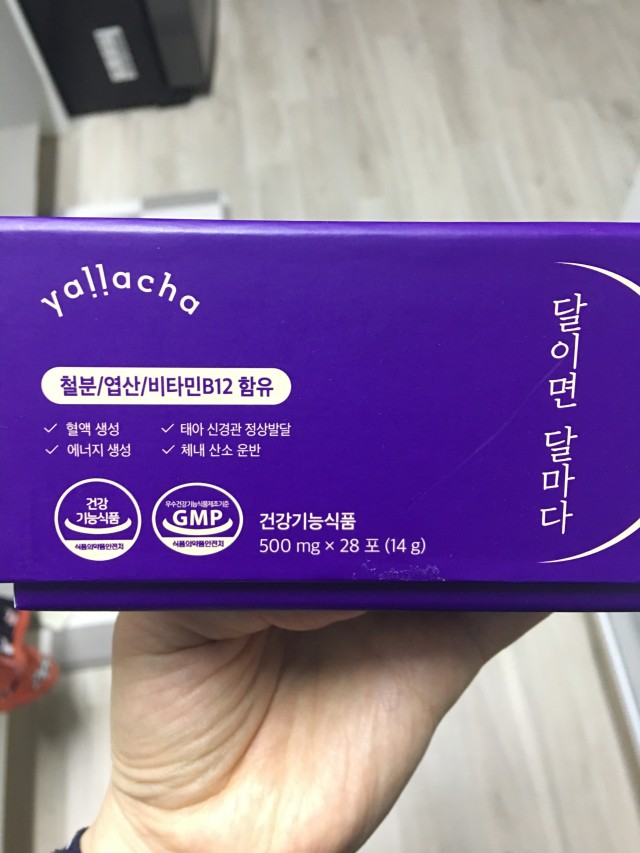 yallacha
철분/엽산/비타민B12 함유
✓ 혈액 생성
✓ 태아 신경관 정상발달
✓ 에너지 생성
✓ 체내 산소 운반
건강
기능식품
식품의약품안전처
우수건강기능식품제조기준
GMP
식품의약품안전처
건강기능식품
500 mg × 28 포 (14 g)
달이면 달마다